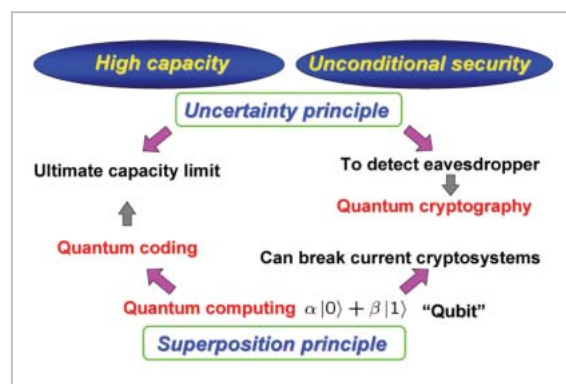 High capacity
Unconditional security
Uncertainty principle
Ultimate capacity limit
To detect eavesdropper
Quantum cryptography
Quantum coding
Can break current cryptosystems
Quantum computing α|0⟩ + β|1⟩ “Qubit”
Superposition principle